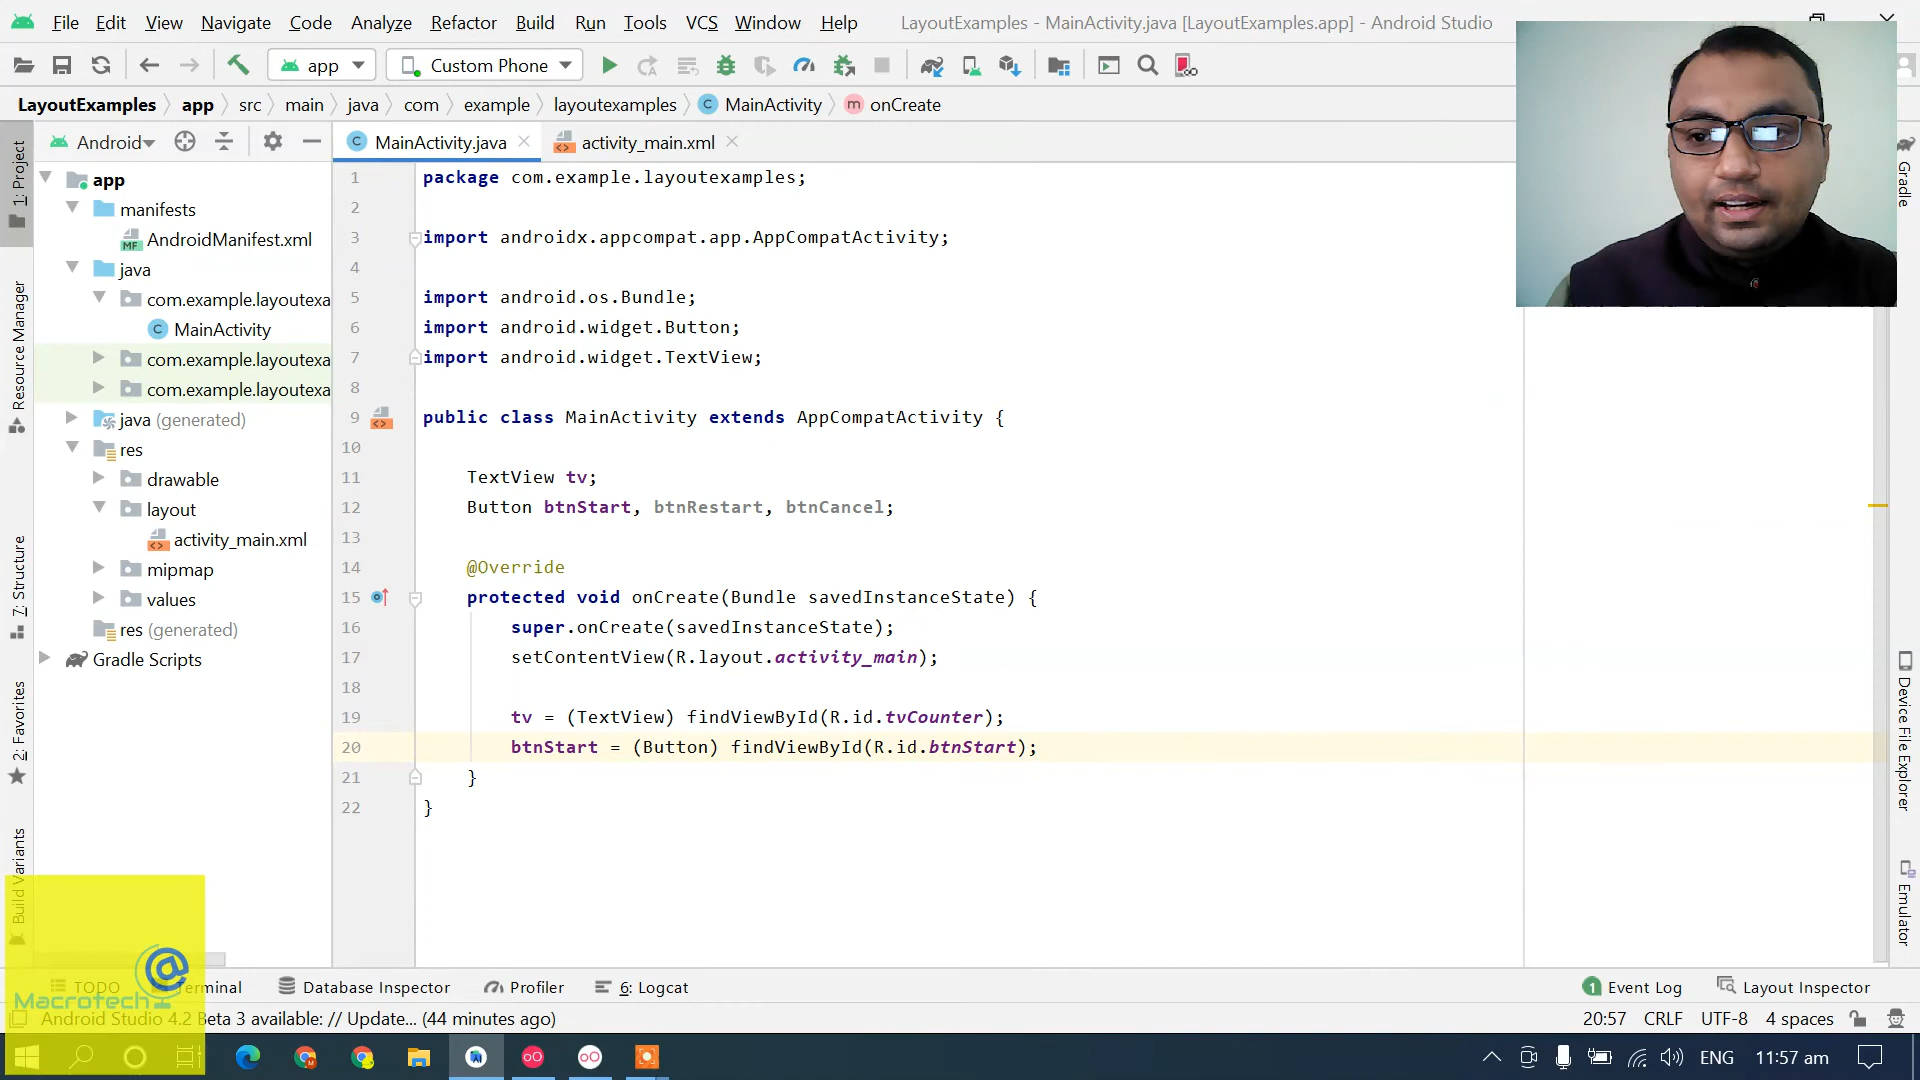 File Edit View Navigate Code Analyze Refactor Build Run Tools VCS Window Help LayoutExamples - MainActivity.java [LayoutExamples.app] - Android Studio
app Custom Phone
LayoutExamples app src main java com example layoutexamples MainActivity onCreate
Android MainActivity.java activity_main.xml
1: Project
Resource Manager
7: Structure
2: Favorites
Build Variants
app
manifests
AndroidManifest.xml
java
com.example.layoutexa
MainActivity
com.example.layoutexa
com.example.layoutexa
java (generated)
res
drawable
layout
activity_main.xml
mipmap
values
res (generated)
Gradle Scripts
1 package com.example.layoutexamples;
2
3 import androidx.appcompat.app.AppCompatActivity;
4
5 import android.os.Bundle;
6 import android.widget.Button;
7 import android.widget.TextView;
8
9 public class MainActivity extends AppCompatActivity {
10
11 TextView tv;
12 Button btnStart, btnRestart, btnCancel;
13
14 @Override
15 protected void onCreate(Bundle savedInstanceState) {
16 super.onCreate(savedInstanceState);
17 setContentView(R.layout.activity_main);
18
19 tv = (TextView) findViewById(R.id.tvCounter);
20 btnStart = (Button) findViewById(R.id.btnStart);
21 }
22 }
Gradle
Device File Explorer
Emulator
TODO Terminal Database Inspector Profiler 6: Logcat 1 Event Log Layout Inspector
Macrotech
Android Studio 4.2 Beta 3 available: // Update... (44 minutes ago) 20:57 CRLF UTF-8 4 spaces
ENG 11:57 am